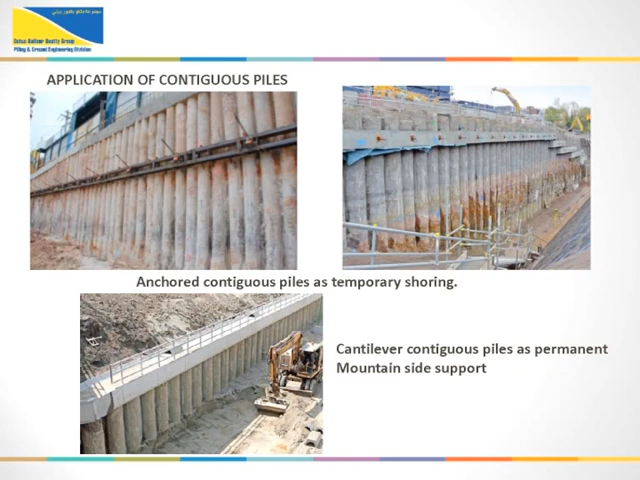 Dutco Balfour Beatty Group
Piling & Ground Engineering Division
APPLICATION OF CONTIGUOUS PILES
Anchored contiguous piles as temporary shoring.
Cantilever contiguous piles as permanent
Mountain side support